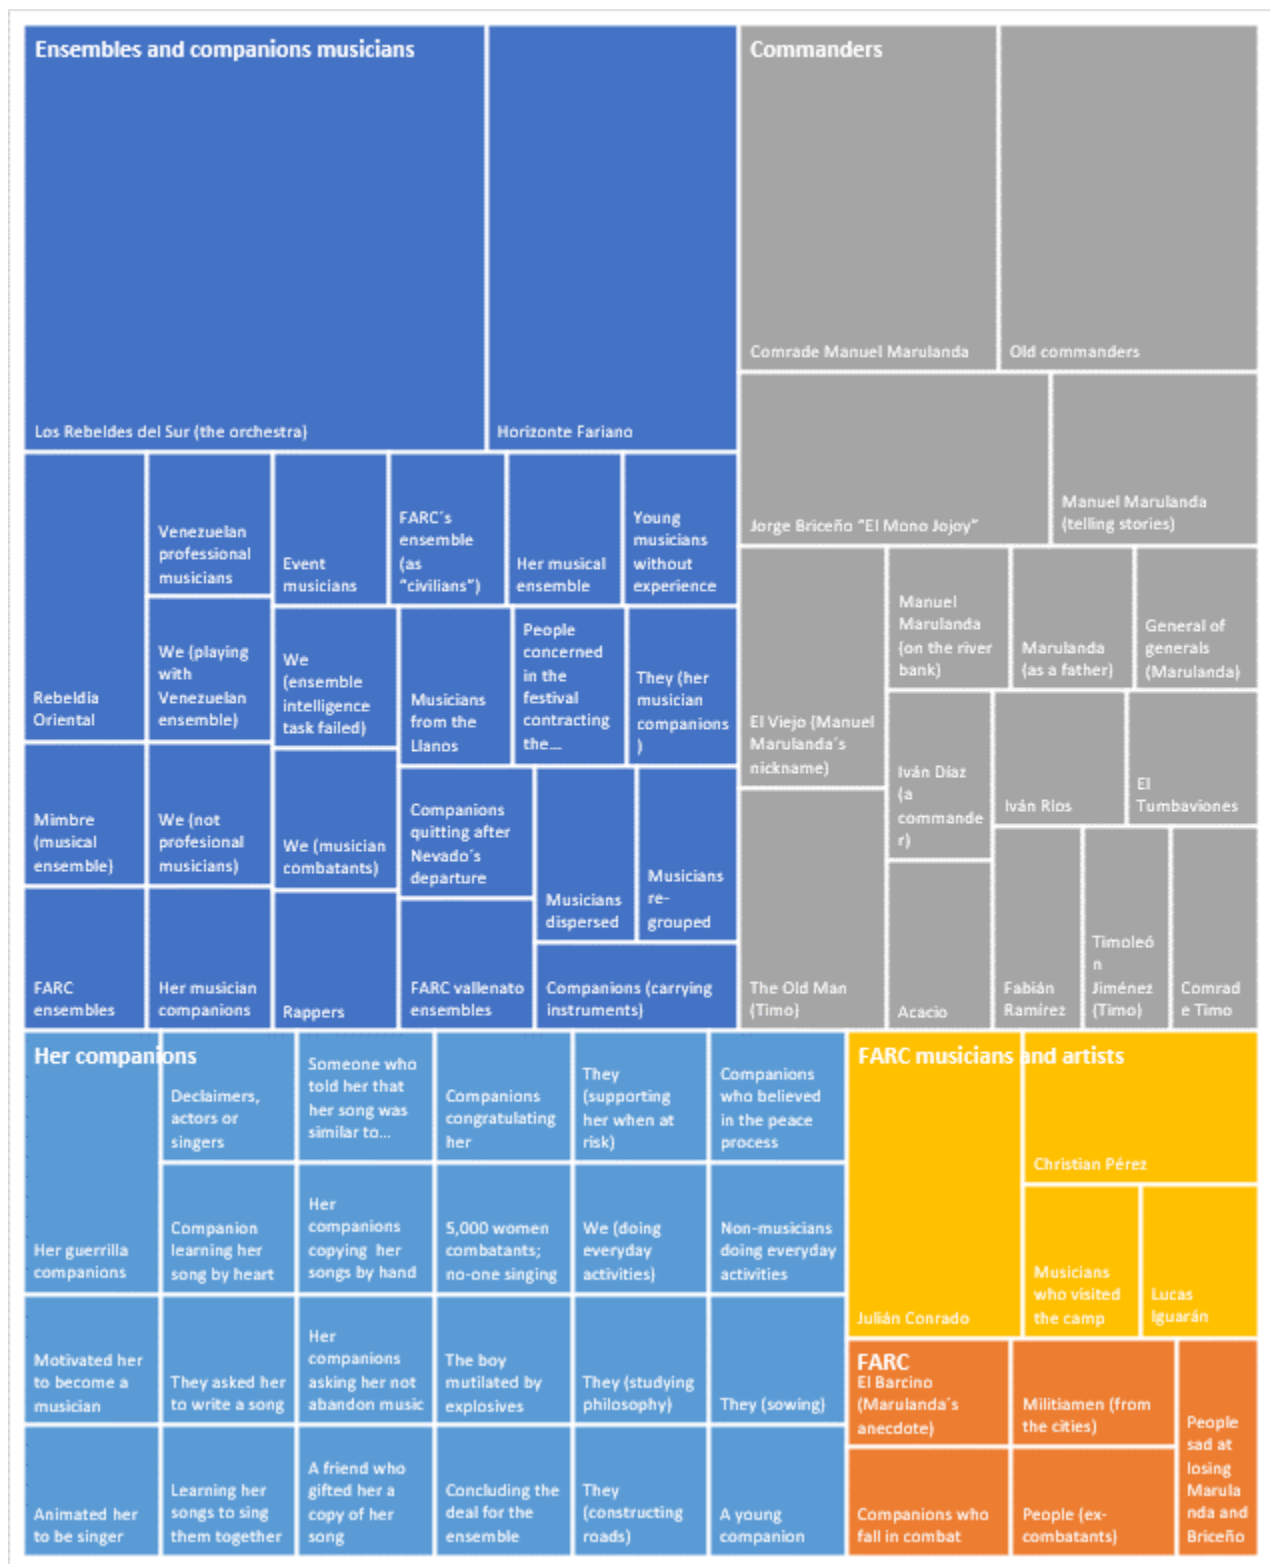 Ensembles and companions musicians
Los Rebeldes del Sur (the orchestra)
Horizonte Fariano
Rebeldía
Oriental
Venezuelan
professional
musicians
Event
musicians
FARC´s
ensemble
(as
“civilians”)
Her musical
ensemble
Young
musicians
without
experience
We (playing
with
Venezuelan
ensemble)
We
(ensemble
intelligence
task failed)
Musicians
from the
Llanos
People
concerned
in the
festival
contracting
the...
They (her
musician
companions
)
Mimbre
(musical
ensemble)
We (not
profesional
musicians)
We (musician
combatants)
Companions
quitting after
Nevado´s
departure
Musicians
dispersed
Musicians
re-
grouped
FARC
ensembles
Her musician
companions
Rappers
FARC vallenato
ensembles
Companions (carrying
instruments)
Commanders
Comrade Manuel Marulanda
Old commanders
Jorge Briceño “El Mono Jojoy”
Manuel Marulanda
(telling stories)
El Viejo (Manuel
Marulanda´s
nickname)
Manuel
Marulanda
(on the river
bank)
Marulanda
(as a father)
General of
generals
(Marulanda)
Iván Díaz
(a
commande
r)
Iván Ríos
El
Tumbaviones
The Old Man
(Timo)
Acacio
Fabián
Ramírez
Timoleó
n
Jiménez
(Timo)
Comrad
e Timo
Her companions
Her guerrilla
companions
Declaimers,
actors or
singers
Someone who
told her that
her song was
similar to...
Companions
congratulating
her
They
(supporting
her when at
risk)
Companions
who believed
in the peace
process
Companion
learning her
song by heart
Her
companions
copying her
songs by hand
5,000 women
combatants;
no-one singing
We (doing
everyday
activities)
Non-musicians
doing everyday
activities
Motivated her
to become a
musician
They asked her
to write a song
Her
companions
asking her not
abandon music
The boy
mutilated by
explosives
They (studying
philosophy)
They (sowing)
Animated her
to be singer
Learning her
songs to sing
them together
A friend who
gifted her a
copy of her
song
Concluding the
deal for the
ensemble
They
(constructing
roads)
A young
companion
FARC musicians and artists
Julián Conrado
Christian Pérez
Musicians
who visited
the camp
Lucas
Iguarán
FARC
El Barcino
(Marulanda´s
anecdote)
Militiamen (from
the cities)
Companions who
fall in combat
People (ex-
combatants)
People
sad at
losing
Marula
nda and
Briceño